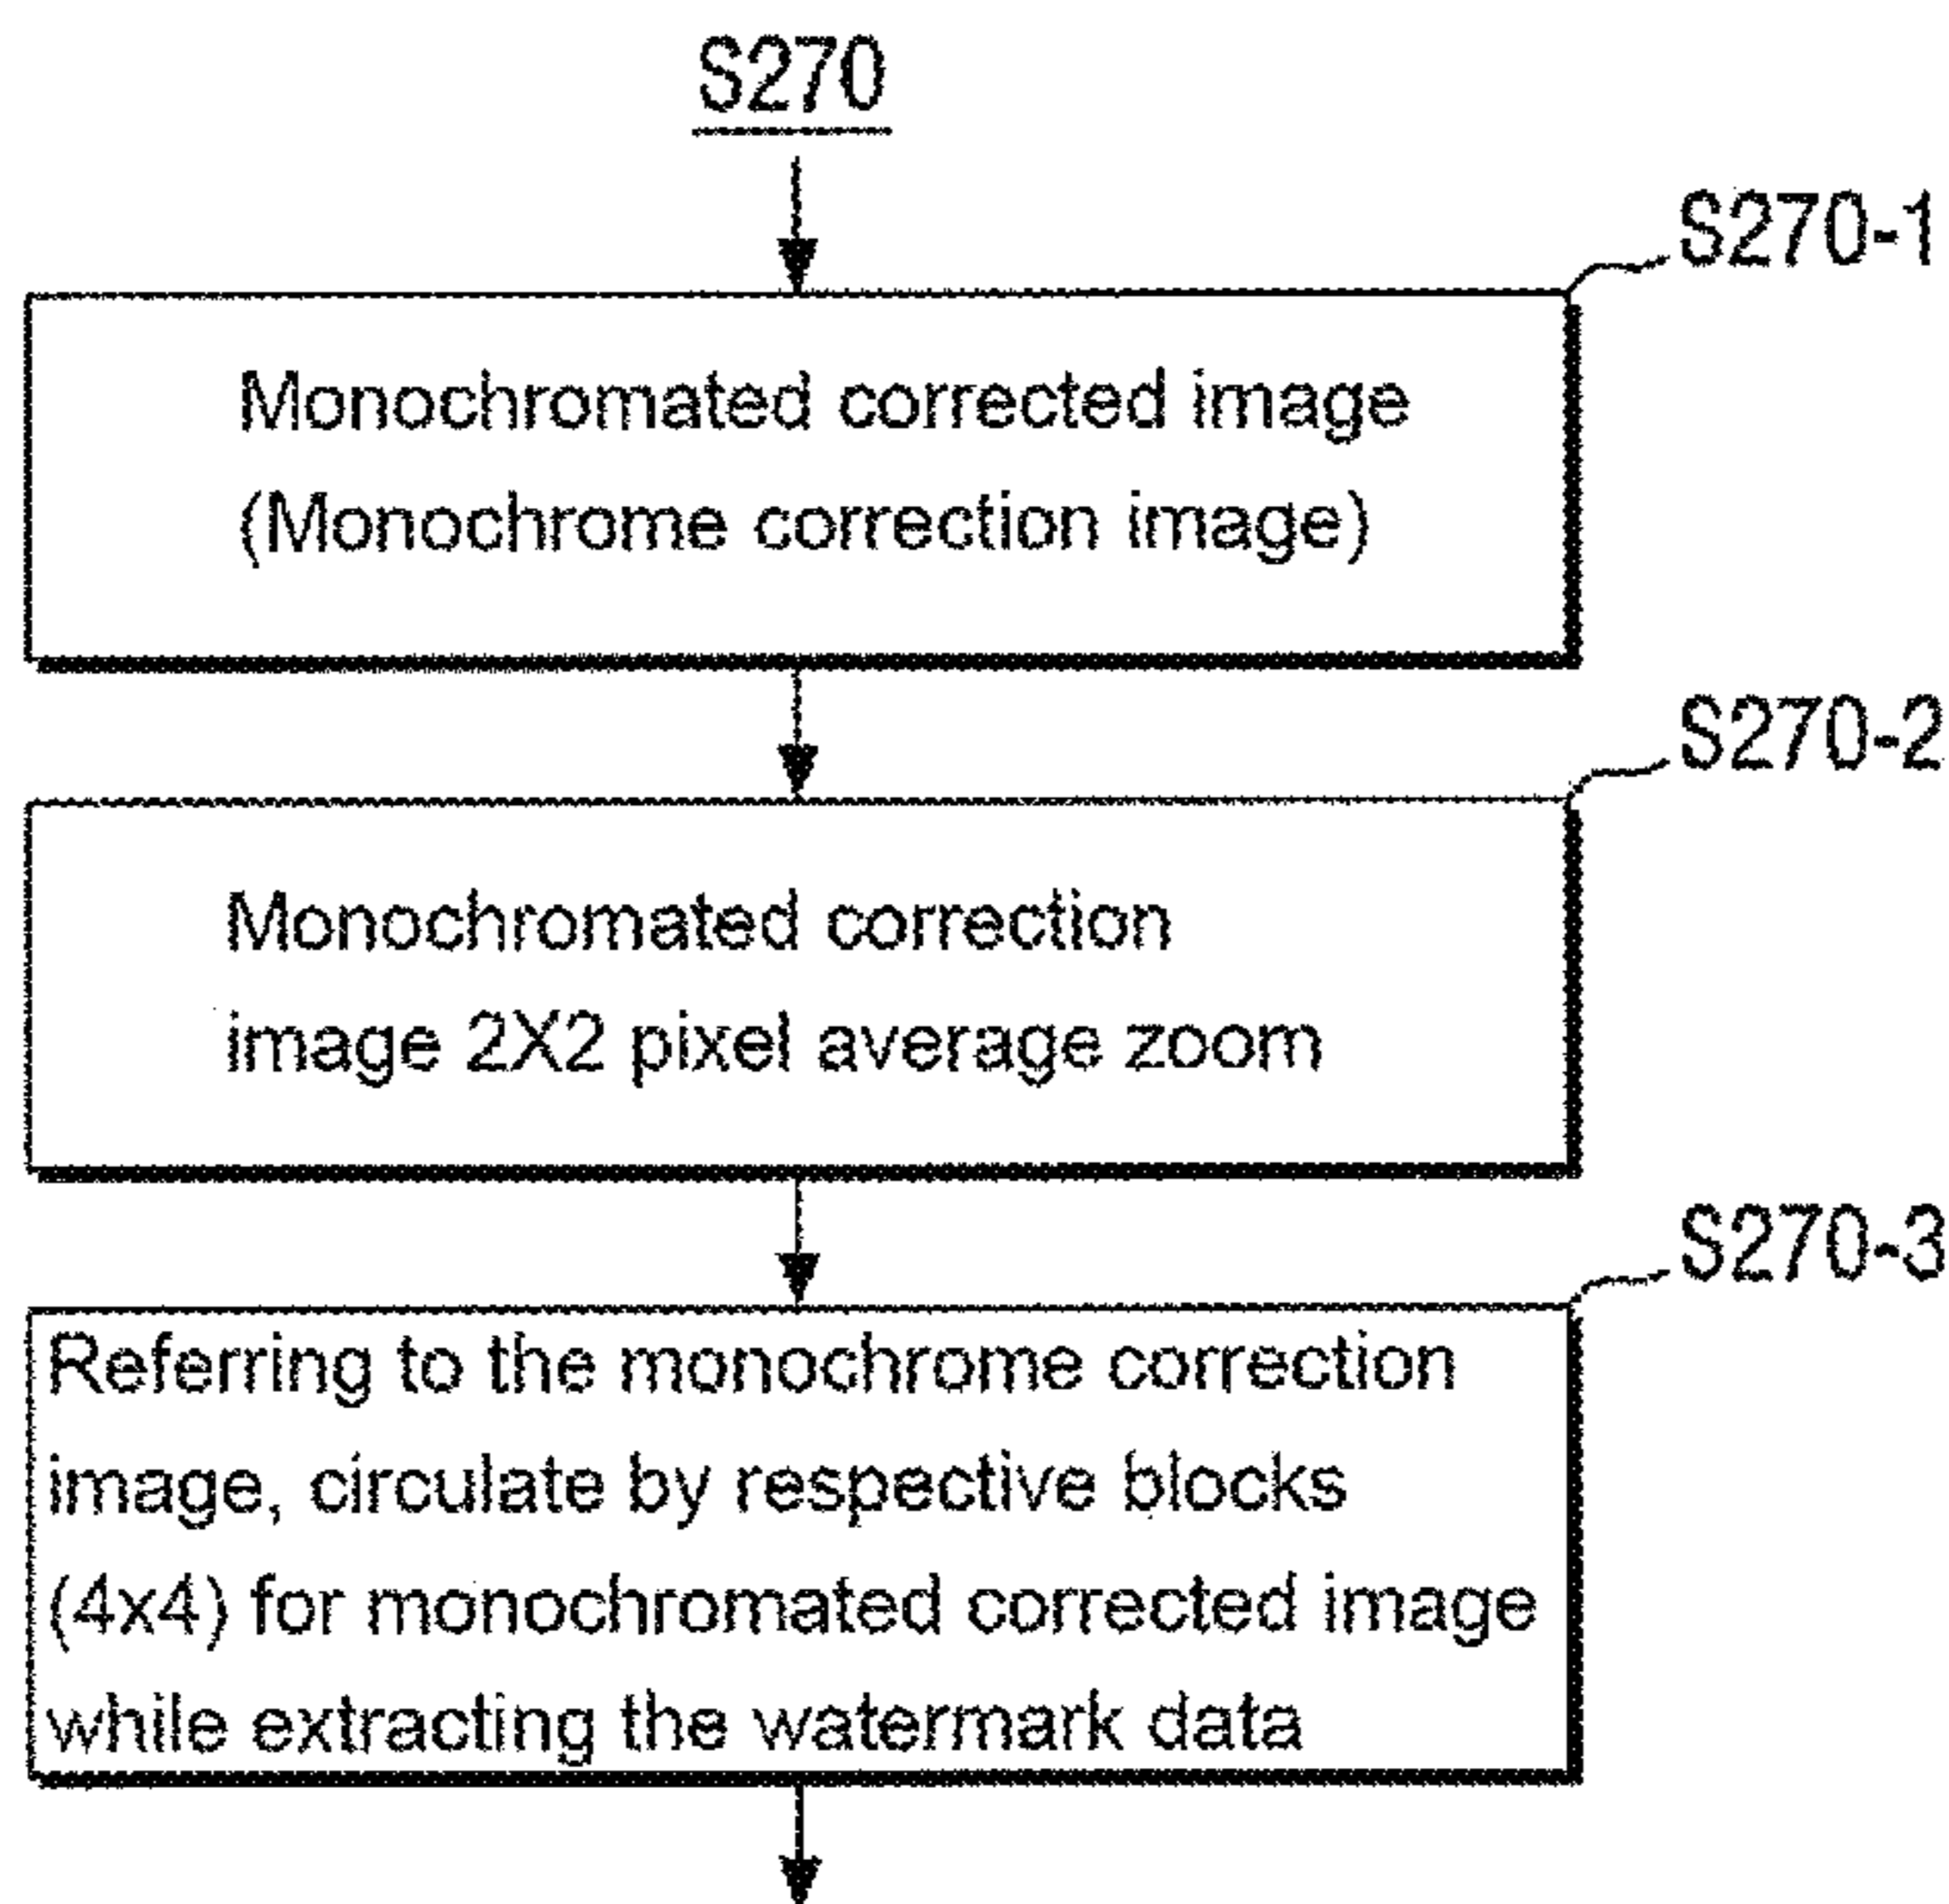 S270
S270-1
Monochromated corrected image
(Monochrome correction image)
S270-2
Monochromated correction
image 2X2 pixel average zoom
S270-3
Referring to the monochrome correction
image, circulate by respective blocks
(4x4) for monochromated corrected image
while extracting the watermark data